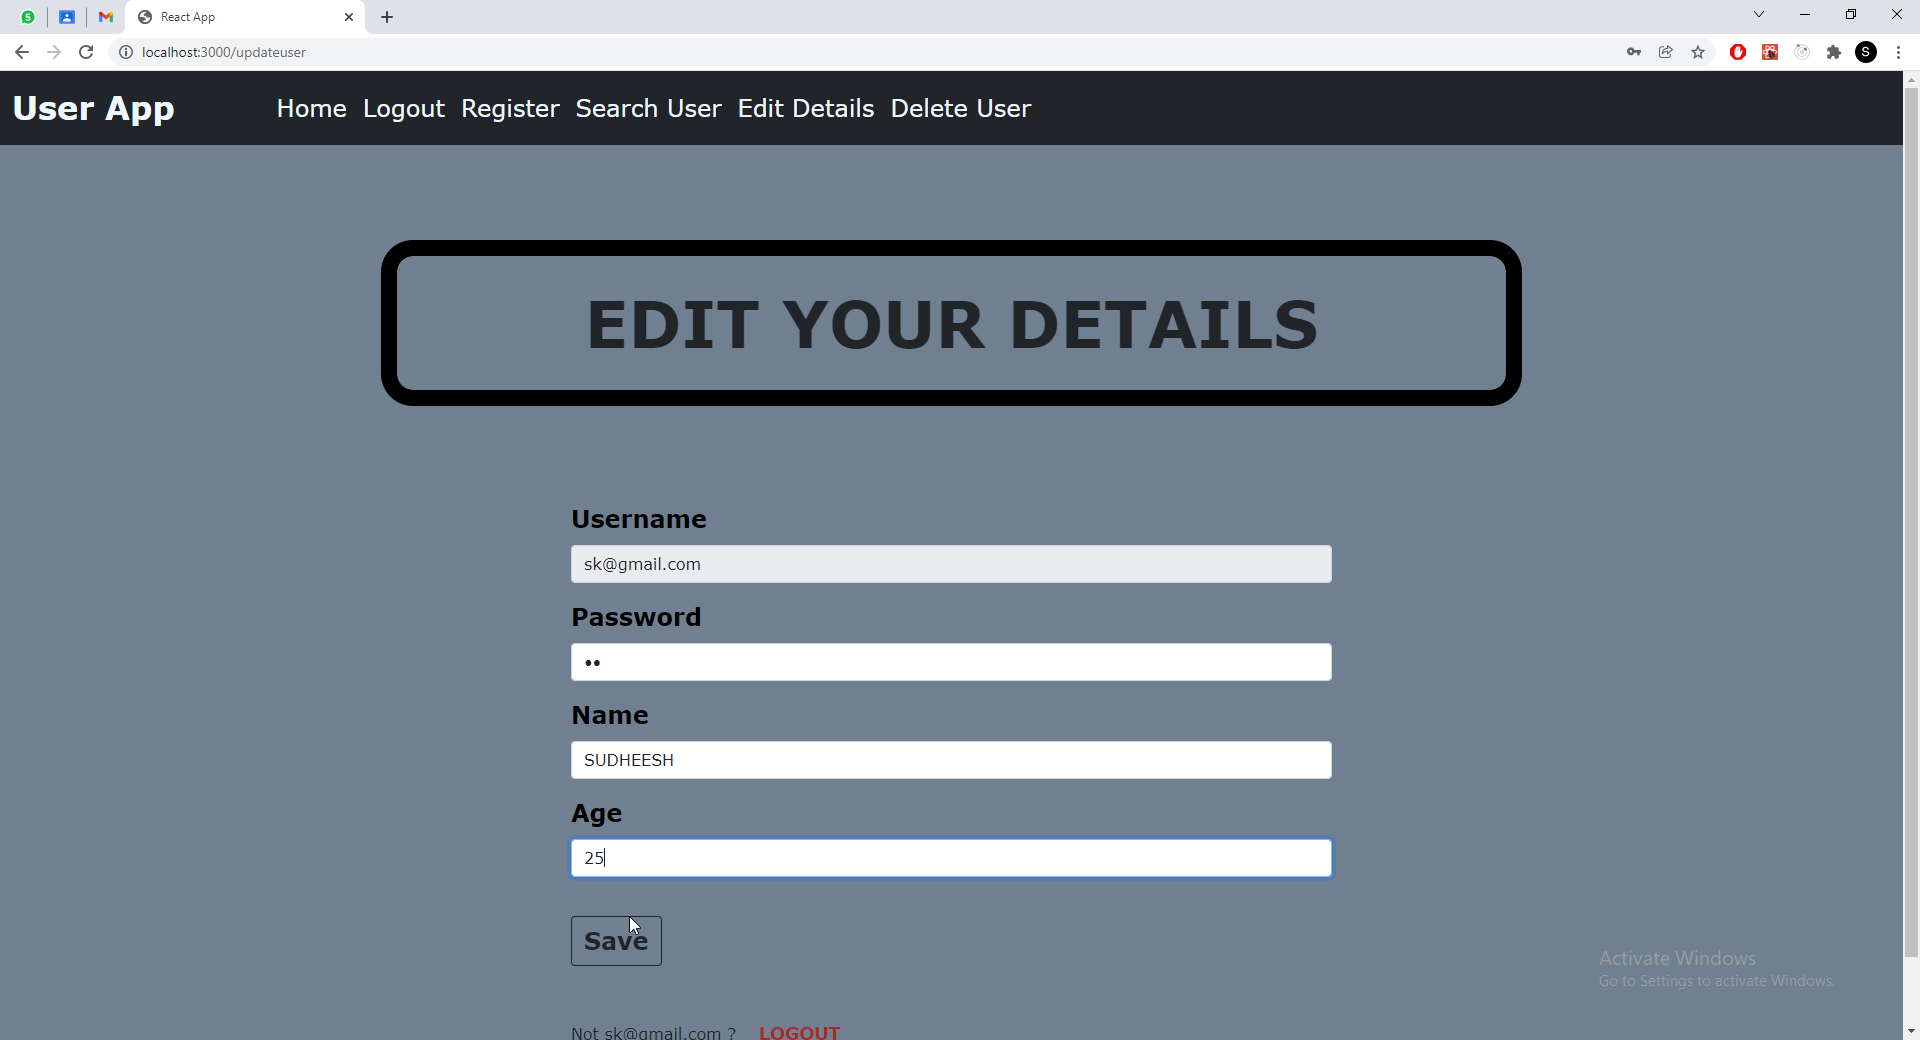 5
React App
localhost:3000/updateuser
S
User App
Home Logout Register Search User Edit Details Delete User
EDIT YOUR DETAILS
Username
sk@gmail.com
Password
••
Name
SUDHEESH
Age
25
Save
Activate Windows
Go to Settings to activate Windows.
Not sk@gmail.com ? LOGOUT